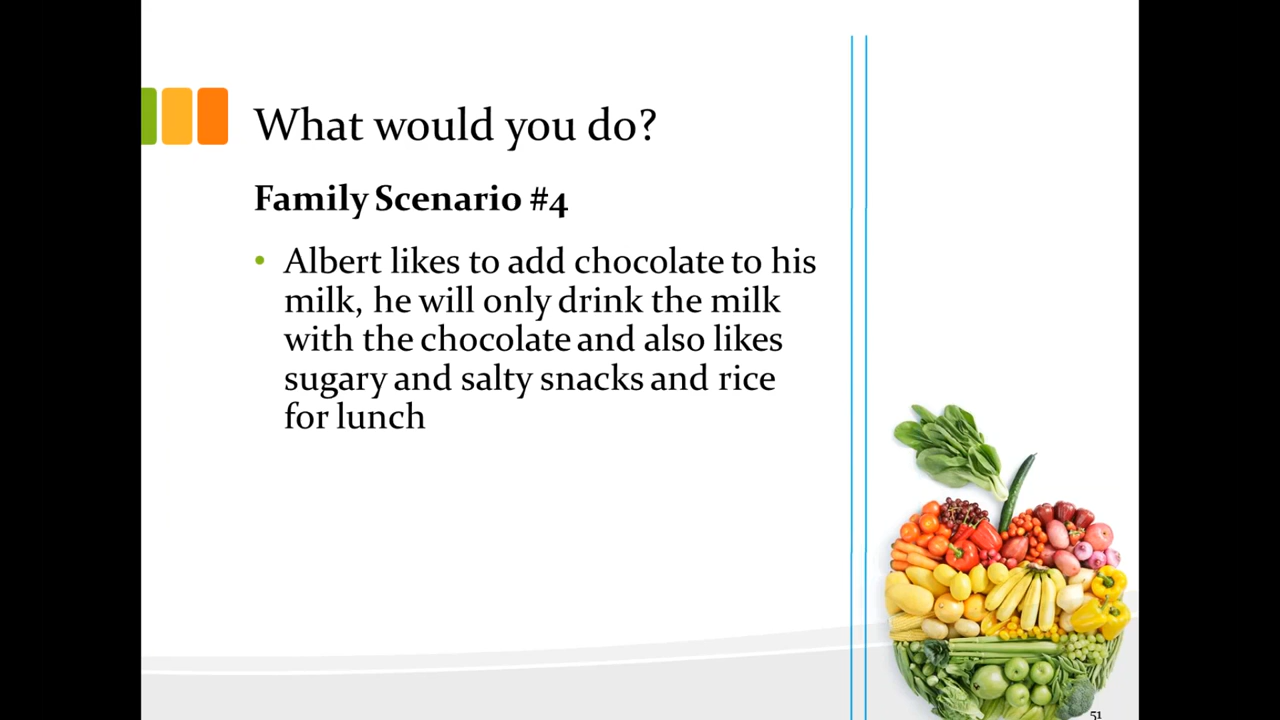 What would you do?
Family Scenario #4
• Albert likes to add chocolate to his
milk, he will only drink the milk
with the chocolate and also likes
sugary and salty snacks and rice
for lunch
51